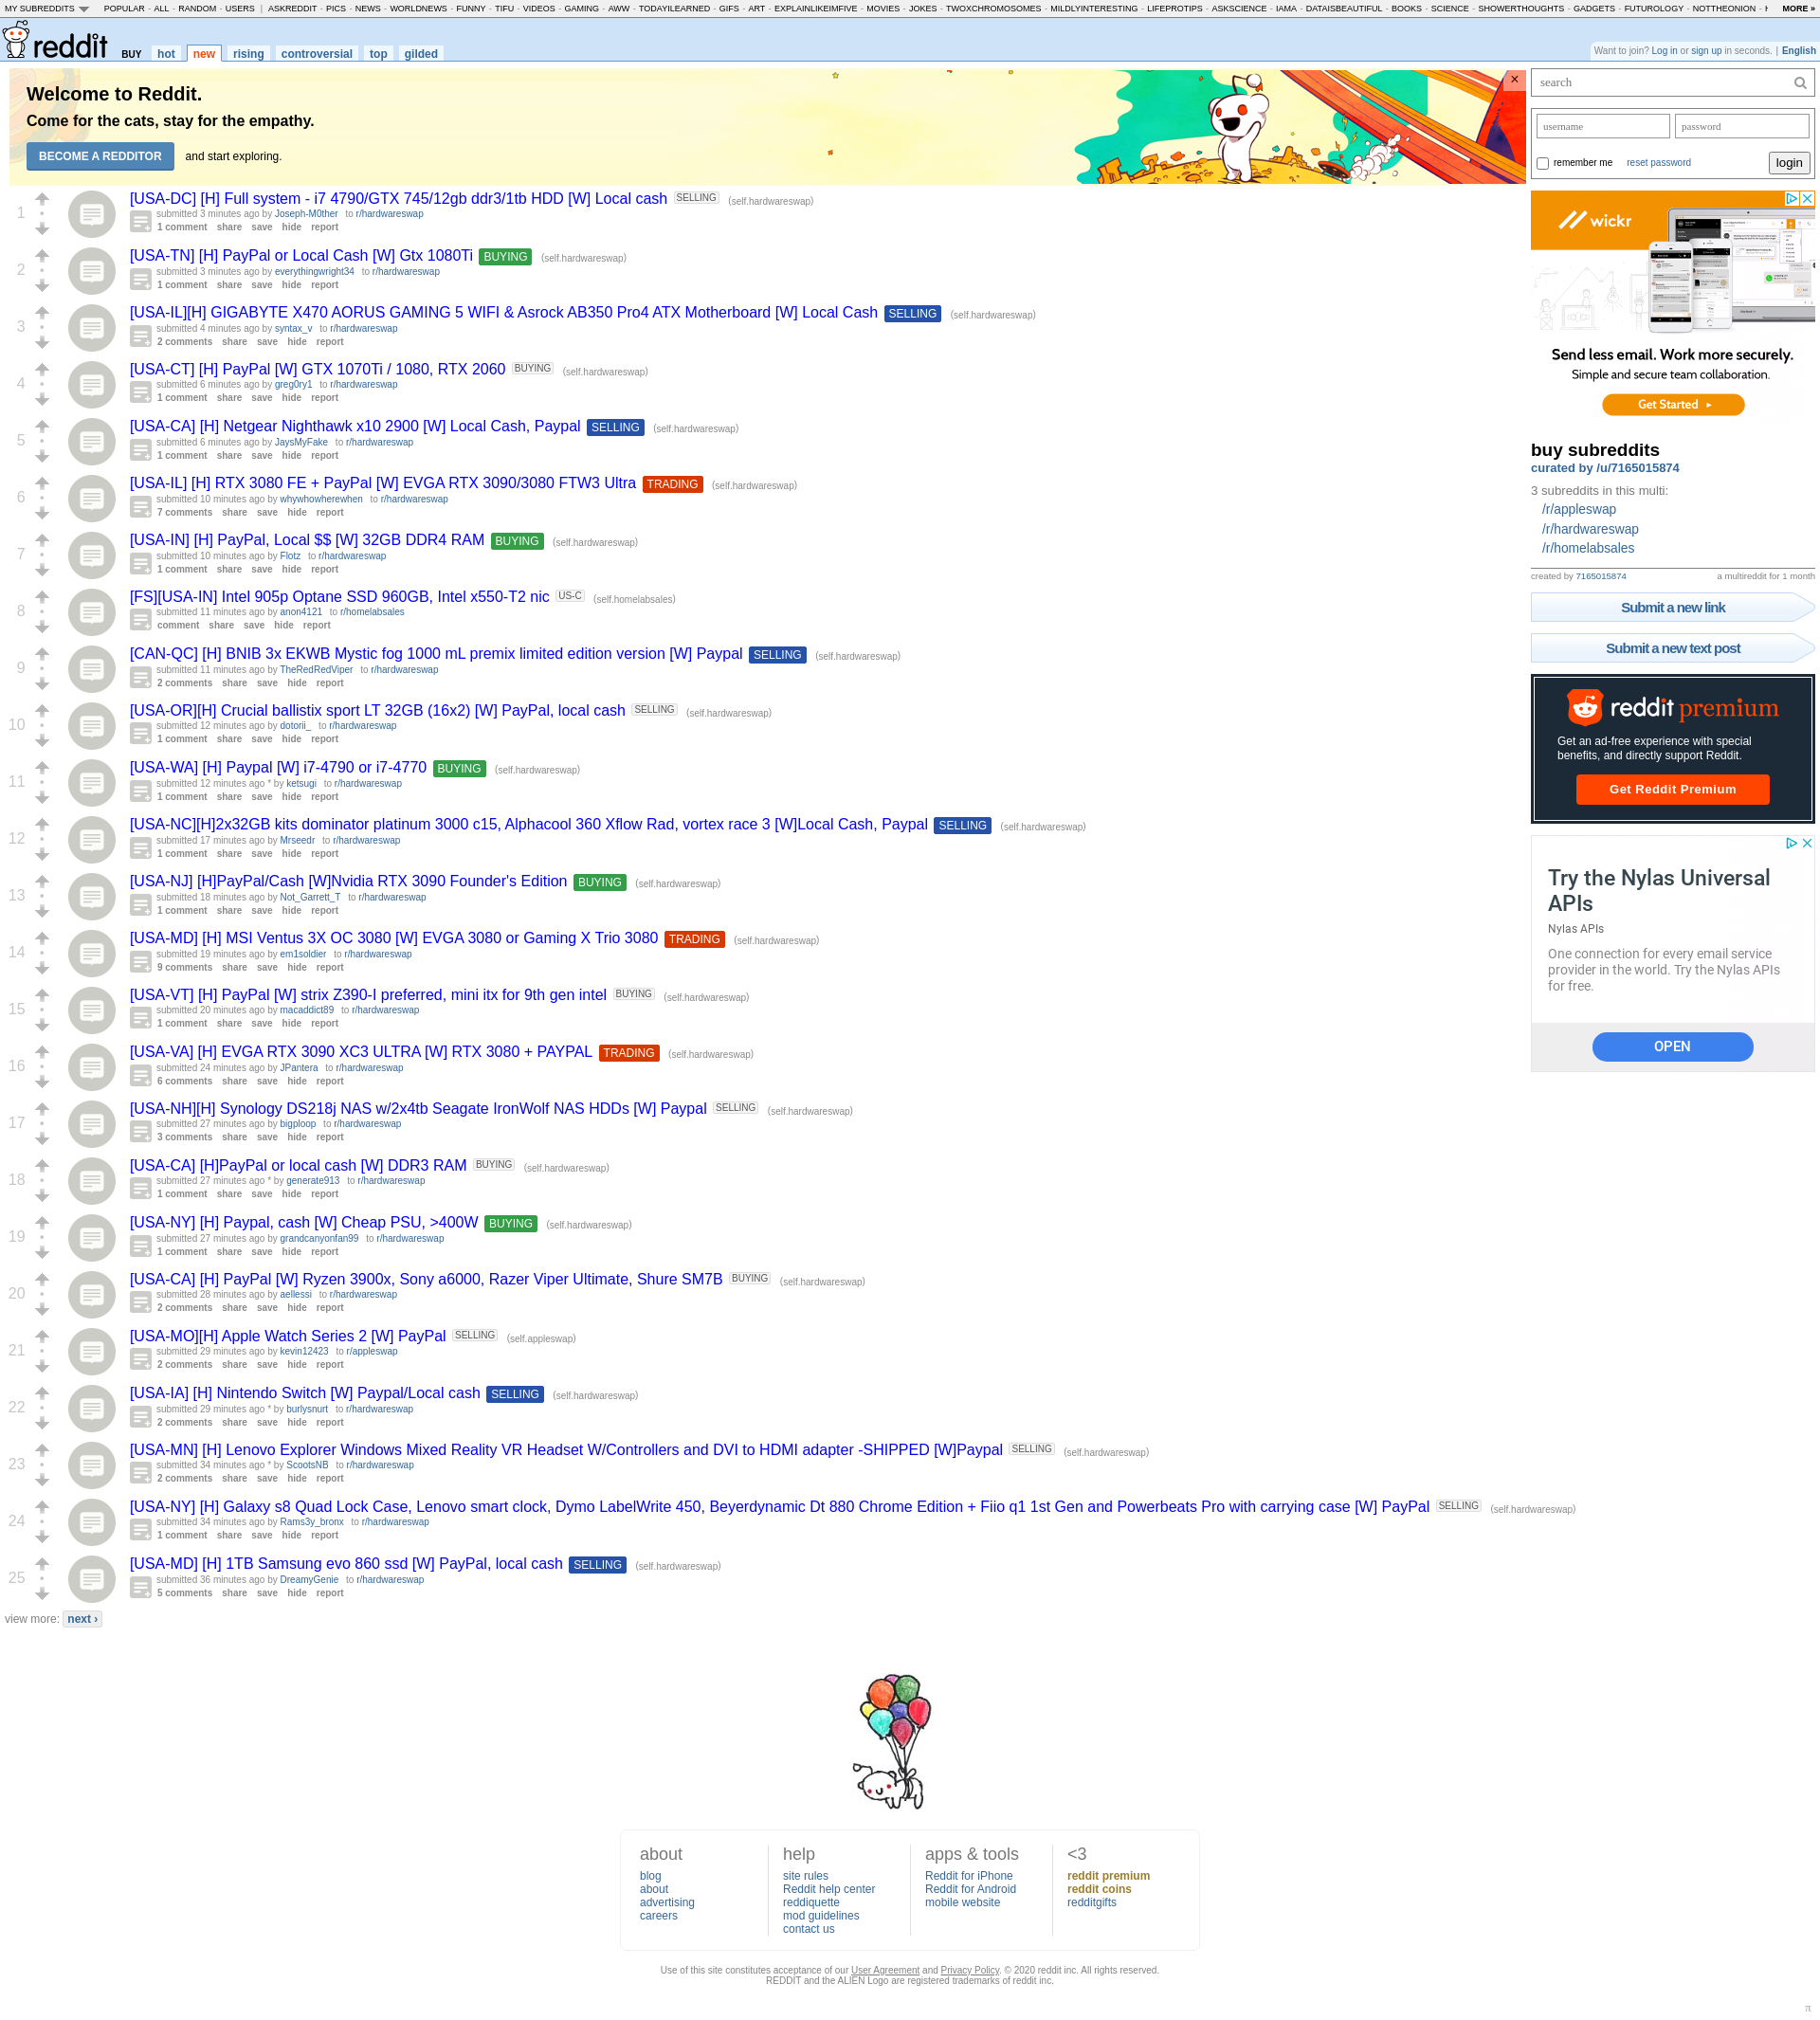 MY SUBREDDITS POPULAR - ALL - RANDOM - USERS | ASKREDDIT - PICS - NEWS - WORLDNEWS - FUNNY - TIFU - VIDEOS - GAMING - AWW - TODAYILEARNED - GIFS - ART - EXPLAINLIKEIMFIVE - MOVIES - JOKES - TWOXCHROMOSOMES - MILDLYINTERESTING - LIFEPROTIPS - ASKSCIENCE - IAMA - DATAISBEAUTIFUL - BOOKS - SCIENCE - SHOWERTHOUGHTS - GADGETS - FUTUROLOGY - NOTTHEONION - MORE »
reddit BUY hot new rising controversial top gilded
Want to join? Log in or sign up in seconds. | English
Welcome to Reddit.
Come for the cats, stay for the empathy.
BECOME A REDDITOR and start exploring.
×
1
[USA-DC] [H] Full system - i7 4790/GTX 745/12gb ddr3/1tb HDD [W] Local cash SELLING (self.hardwareswap)
submitted 3 minutes ago by Joseph-M0ther to r/hardwareswap
1 comment share save hide report
2
[USA-TN] [H] PayPal or Local Cash [W] Gtx 1080Ti BUYING (self.hardwareswap)
submitted 3 minutes ago by everythingwright34 to r/hardwareswap
1 comment share save hide report
3
[USA-IL][H] GIGABYTE X470 AORUS GAMING 5 WIFI & Asrock AB350 Pro4 ATX Motherboard [W] Local Cash SELLING (self.hardwareswap)
submitted 4 minutes ago by syntax_v to r/hardwareswap
2 comments share save hide report
4
[USA-CT] [H] PayPal [W] GTX 1070Ti / 1080, RTX 2060 BUYING (self.hardwareswap)
submitted 6 minutes ago by greg0ry1 to r/hardwareswap
1 comment share save hide report
5
[USA-CA] [H] Netgear Nighthawk x10 2900 [W] Local Cash, Paypal SELLING (self.hardwareswap)
submitted 6 minutes ago by JaysMyFake to r/hardwareswap
1 comment share save hide report
6
[USA-IL] [H] RTX 3080 FE + PayPal [W] EVGA RTX 3090/3080 FTW3 Ultra TRADING (self.hardwareswap)
submitted 10 minutes ago by whywhowherewhen to r/hardwareswap
7 comments share save hide report
7
[USA-IN] [H] PayPal, Local $$ [W] 32GB DDR4 RAM BUYING (self.hardwareswap)
submitted 10 minutes ago by Flotz to r/hardwareswap
1 comment share save hide report
8
[FS][USA-IN] Intel 905p Optane SSD 960GB, Intel x550-T2 nic US-C (self.homelabsales)
submitted 11 minutes ago by anon4121 to r/homelabsales
comment share save hide report
9
[CAN-QC] [H] BNIB 3x EKWB Mystic fog 1000 mL premix limited edition version [W] Paypal SELLING (self.hardwareswap)
submitted 11 minutes ago by TheRedRedViper to r/hardwareswap
2 comments share save hide report
10
[USA-OR][H] Crucial ballistix sport LT 32GB (16x2) [W] PayPal, local cash SELLING (self.hardwareswap)
submitted 12 minutes ago by dotorii_ to r/hardwareswap
1 comment share save hide report
11
[USA-WA] [H] Paypal [W] i7-4790 or i7-4770 BUYING (self.hardwareswap)
submitted 12 minutes ago * by ketsugi to r/hardwareswap
1 comment share save hide report
12
[USA-NC][H]2x32GB kits dominator platinum 3000 c15, Alphacool 360 Xflow Rad, vortex race 3 [W]Local Cash, Paypal SELLING (self.hardwareswap)
submitted 17 minutes ago by Mrseedr to r/hardwareswap
1 comment share save hide report
13
[USA-NJ] [H]PayPal/Cash [W]Nvidia RTX 3090 Founder's Edition BUYING (self.hardwareswap)
submitted 18 minutes ago by Not_Garrett_T to r/hardwareswap
1 comment share save hide report
14
[USA-MD] [H] MSI Ventus 3X OC 3080 [W] EVGA 3080 or Gaming X Trio 3080 TRADING (self.hardwareswap)
submitted 19 minutes ago by em1soldier to r/hardwareswap
9 comments share save hide report
15
[USA-VT] [H] PayPal [W] strix Z390-I preferred, mini itx for 9th gen intel BUYING (self.hardwareswap)
submitted 20 minutes ago by macaddict89 to r/hardwareswap
1 comment share save hide report
16
[USA-VA] [H] EVGA RTX 3090 XC3 ULTRA [W] RTX 3080 + PAYPAL TRADING (self.hardwareswap)
submitted 24 minutes ago by JPantera to r/hardwareswap
6 comments share save hide report
17
[USA-NH][H] Synology DS218j NAS w/2x4tb Seagate IronWolf NAS HDDs [W] Paypal SELLING (self.hardwareswap)
submitted 27 minutes ago by bigploop to r/hardwareswap
3 comments share save hide report
18
[USA-CA] [H]PayPal or local cash [W] DDR3 RAM BUYING (self.hardwareswap)
submitted 27 minutes ago * by generate913 to r/hardwareswap
1 comment share save hide report
19
[USA-NY] [H] Paypal, cash [W] Cheap PSU, >400W BUYING (self.hardwareswap)
submitted 27 minutes ago by grandcanyonfan99 to r/hardwareswap
1 comment share save hide report
20
[USA-CA] [H] PayPal [W] Ryzen 3900x, Sony a6000, Razer Viper Ultimate, Shure SM7B BUYING (self.hardwareswap)
submitted 28 minutes ago by aellessi to r/hardwareswap
2 comments share save hide report
21
[USA-MO][H] Apple Watch Series 2 [W] PayPal SELLING (self.appleswap)
submitted 29 minutes ago by kevin12423 to r/appleswap
2 comments share save hide report
22
[USA-IA] [H] Nintendo Switch [W] Paypal/Local cash SELLING (self.hardwareswap)
submitted 29 minutes ago * by burlysnurt to r/hardwareswap
2 comments share save hide report
23
[USA-MN] [H] Lenovo Explorer Windows Mixed Reality VR Headset W/Controllers and DVI to HDMI adapter -SHIPPED [W]Paypal SELLING (self.hardwareswap)
submitted 34 minutes ago * by ScootsNB to r/hardwareswap
2 comments share save hide report
24
[USA-NY] [H] Galaxy s8 Quad Lock Case, Lenovo smart clock, Dymo LabelWrite 450, Beyerdynamic Dt 880 Chrome Edition + Fiio q1 1st Gen and Powerbeats Pro with carrying case [W] PayPal SELLING (self.hardwareswap)
submitted 34 minutes ago by Rams3y_bronx to r/hardwareswap
1 comment share save hide report
25
[USA-MD] [H] 1TB Samsung evo 860 ssd [W] PayPal, local cash SELLING (self.hardwareswap)
submitted 36 minutes ago by DreamyGenie to r/hardwareswap
5 comments share save hide report
view more: next ›
search
username password
remember me reset password login
wickr
Send less email. Work more securely.
Simple and secure team collaboration.
Get Started ▸
buy subreddits
curated by /u/7165015874
3 subreddits in this multi:
/r/appleswap
/r/hardwareswap
/r/homelabsales
created by 7165015874 a multireddit for 1 month
Submit a new link
Submit a new text post
reddit premium
Get an ad-free experience with special
benefits, and directly support Reddit.
Get Reddit Premium
Try the Nylas Universal
APIs
Nylas APIs
One connection for every email service
provider in the world. Try the Nylas APIs
for free.
OPEN
about
blog
about
advertising
careers
help
site rules
Reddit help center
reddiquette
mod guidelines
contact us
apps & tools
Reddit for iPhone
Reddit for Android
mobile website
<3
reddit premium
reddit coins
redditgifts
Use of this site constitutes acceptance of our User Agreement and Privacy Policy. © 2020 reddit inc. All rights reserved.
REDDIT and the ALIEN Logo are registered trademarks of reddit inc.
π